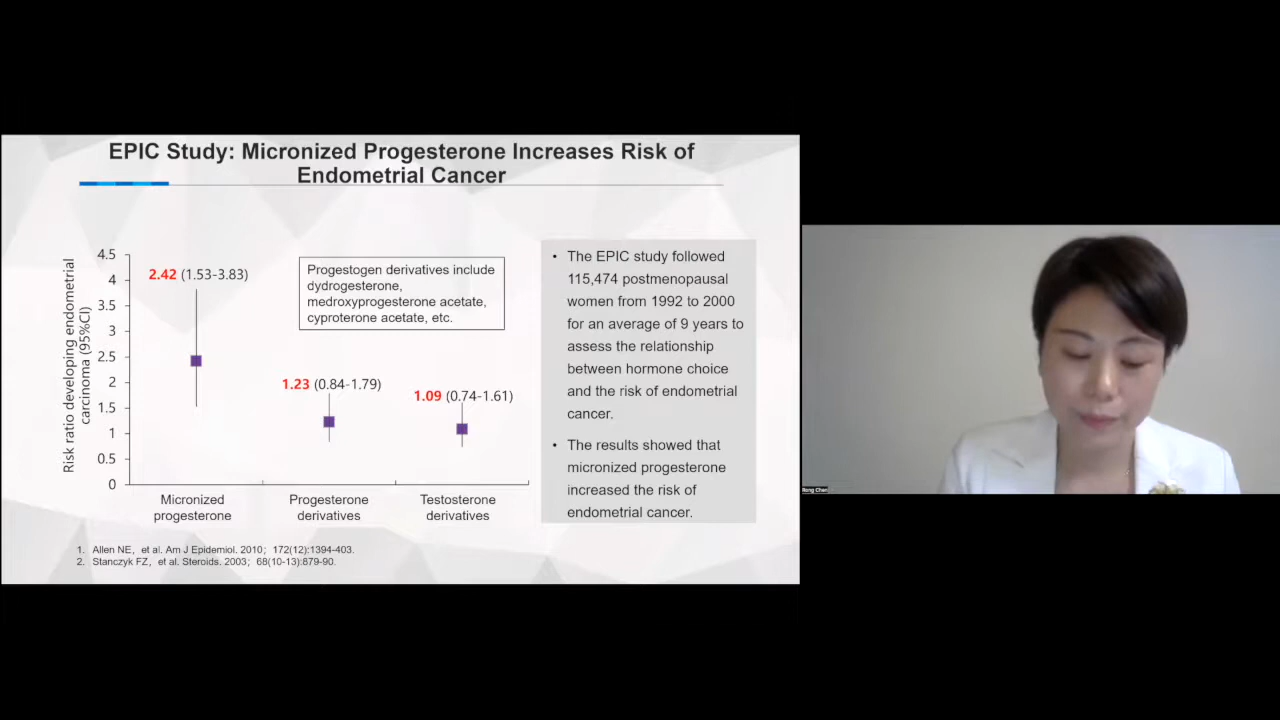 EPIC Study: Micronized Progesterone Increases Risk of
Endometrial Cancer
Risk ratio developing endometrial
carcinoma (95%CI)
4.5
4
3.5
3
2.5
2
1.5
1
0.5
0
2.42 (1.53-3.83)
1.23 (0.84-1.79)
1.09 (0.74-1.61)
Progestogen derivatives include
dydrogesterone,
medroxyprogesterone acetate,
cyproterone acetate, etc.
Micronized
progesterone
Progesterone
derivatives
Testosterone
derivatives
• The EPIC study followed
115,474 postmenopausal
women from 1992 to 2000
for an average of 9 years to
assess the relationship
between hormone choice
and the risk of endometrial
cancer.
• The results showed that
micronized progesterone
increased the risk of
endometrial cancer.
1. Allen NE，et al. Am J Epidemiol. 2010；172(12):1394-403.
2. Stanczyk FZ，et al. Steroids. 2003；68(10-13):879-90.
Rong Chen